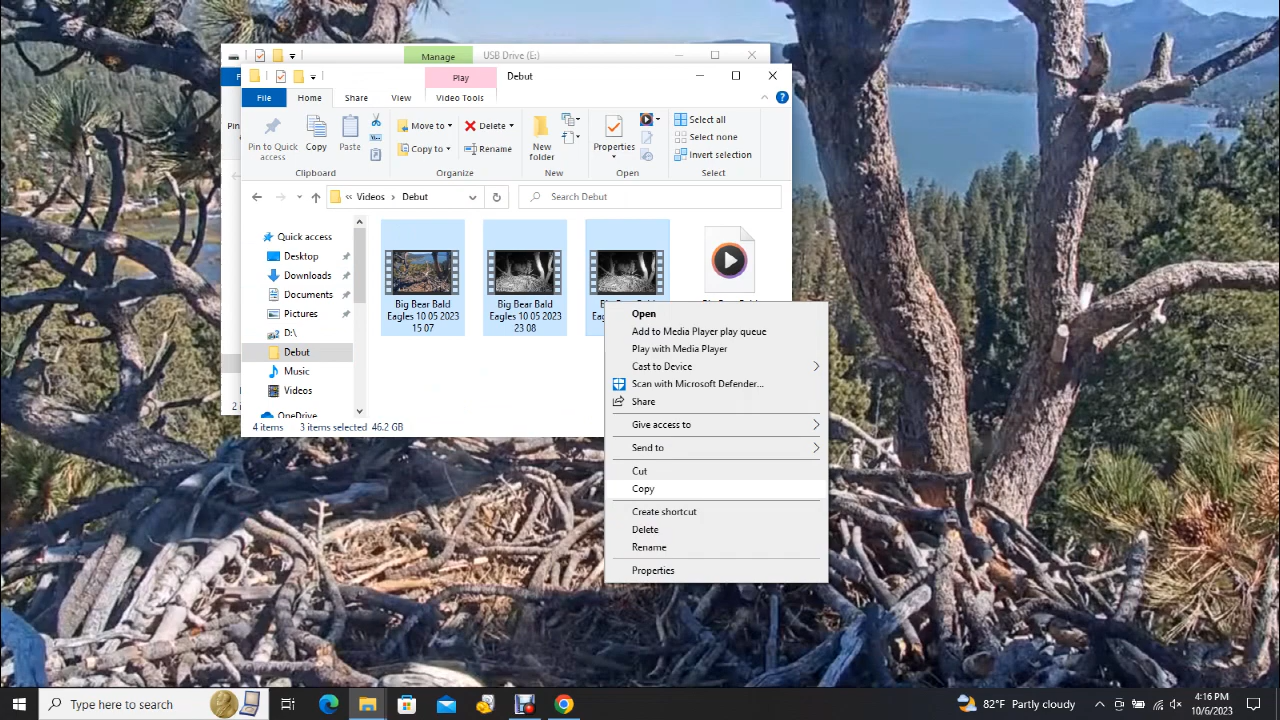 Manage
USB Drive (E:)
Play
Debut
File
Home
Share
View
Video Tools
Pin to Quick
access
Copy
Paste
Move to
Copy to
Delete
Rename
New
folder
Properties
Select all
Select none
Invert selection
Clipboard
Organize
New
Open
Select
Videos
Debut
Search Debut
Quick access
Desktop
Downloads
Documents
Pictures
D:\
Debut
Music
Videos
OneDrive
Big Bear Bald
Eagles 10 05 2023
15 07
Big Bear Bald
Eagles 10 05 2023
23 08
4 items
3 items selected 46.2 GB
Open
Add to Media Player play queue
Play with Media Player
Cast to Device
Scan with Microsoft Defender...
Share
Give access to
Send to
Cut
Copy
Create shortcut
Delete
Rename
Properties
Type here to search
82°F Partly cloudy
4:16 PM
10/6/2023